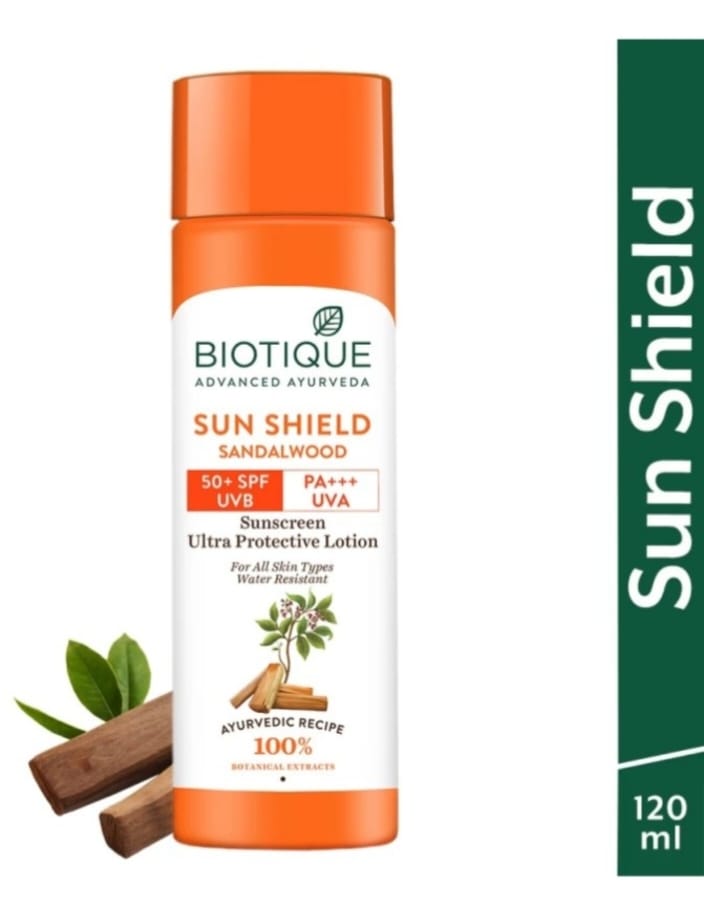 BIOTIQUE
ADVANCED AYURVEDA
SUN SHIELD
SANDALWOOD
50+ SPF
UVB
PA+++
UVA
Sunscreen
Ultra Protective Lotion
For All Skin Types
Water Resistant
AYURVEDIC RECIPE
100%
BOTANICAL EXTRACTS
Sun Shield
120
ml